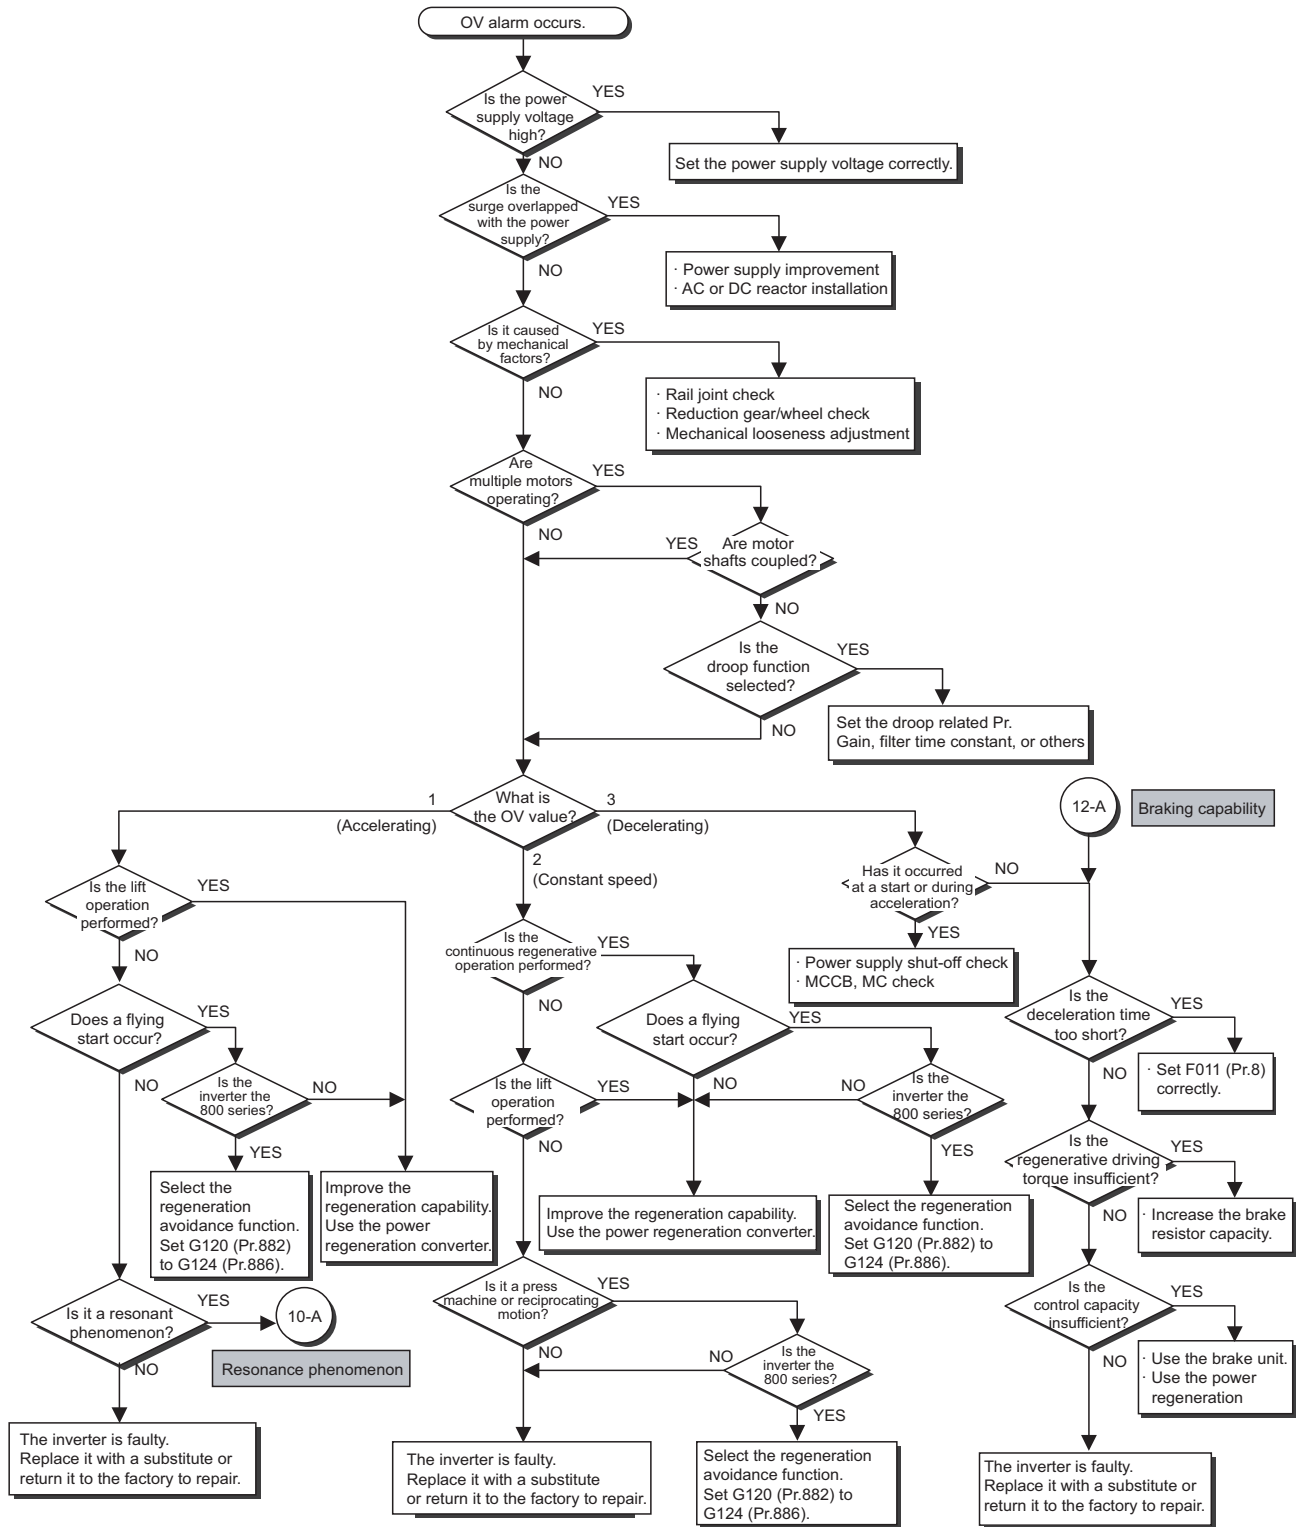 OV alarm occurs.
Is the power
supply voltage
high?
YES
NO
Set the power supply voltage correctly.
Is the
surge overlapped
with the power
supply?
YES
NO
· Power supply improvement
· AC or DC reactor installation
Is it caused
by mechanical
factors?
YES
NO
· Rail joint check
· Reduction gear/wheel check
· Mechanical looseness adjustment
Are
multiple motors
operating?
YES
NO
Are motor
shafts coupled?
YES
NO
Is the
droop function
selected?
YES
NO
Set the droop related Pr.
Gain, filter time constant, or others
What is
the OV value?
1
(Accelerating)
2
(Constant speed)
3
(Decelerating)
12-A
Braking capability
Is the lift
operation
performed?
YES
NO
Does a flying
start occur?
YES
NO
Is the
inverter the
800 series?
NO
YES
Select the
regeneration
avoidance function.
Set G120 (Pr.882)
to G124 (Pr.886).
Improve the
regeneration capability.
Use the power
regeneration converter.
Is it a resonant
phenomenon?
YES
NO
10-A
Resonance phenomenon
The inverter is faulty.
Replace it with a substitute or
return it to the factory to repair.
Is the
continuous regenerative
operation performed?
YES
NO
Does a flying
start occur?
YES
NO
Is the
inverter the
800 series?
NO
YES
Is the lift
operation
performed?
YES
NO
Improve the regeneration capability.
Use the power regeneration converter.
Select the regeneration
avoidance function.
Set G120 (Pr.882) to
G124 (Pr.886).
Is it a press
machine or reciprocating
motion?
YES
NO
Is the
inverter the
800 series?
NO
YES
The inverter is faulty.
Replace it with a substitute
or return it to the factory to repair.
Select the regeneration
avoidance function.
Set G120 (Pr.882) to
G124 (Pr.886).
Has it occurred
at a start or during
acceleration?
NO
YES
· Power supply shut-off check
· MCCB, MC check
Is the
deceleration time
too short?
YES
NO
· Set F011 (Pr.8)
correctly.
Is the
regenerative driving
torque insufficient?
YES
NO
· Increase the brake
resistor capacity.
Is the
control capacity
insufficient?
YES
NO
· Use the brake unit.
· Use the power
regeneration
The inverter is faulty.
Replace it with a substitute or
return it to the factory to repair.